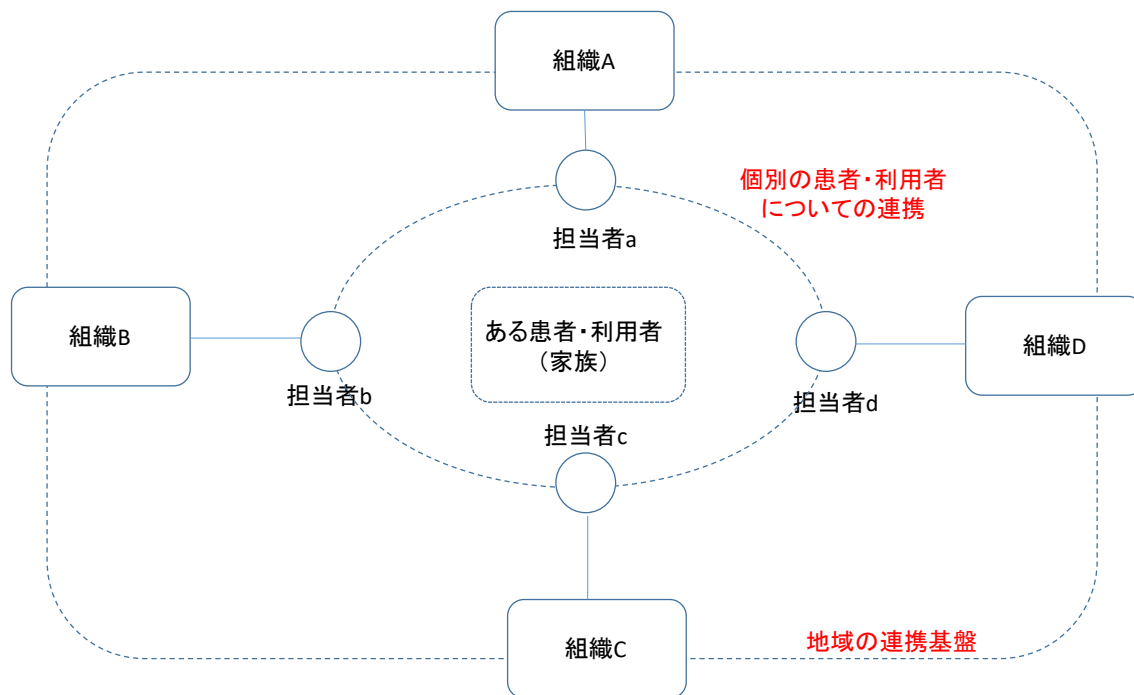 組織A
個別の患者・利用者
についての連携
担当者a
組織B
ある患者・利用者
（家族）
組織D
担当者b
担当者d
担当者c
組織C
地域の連携基盤